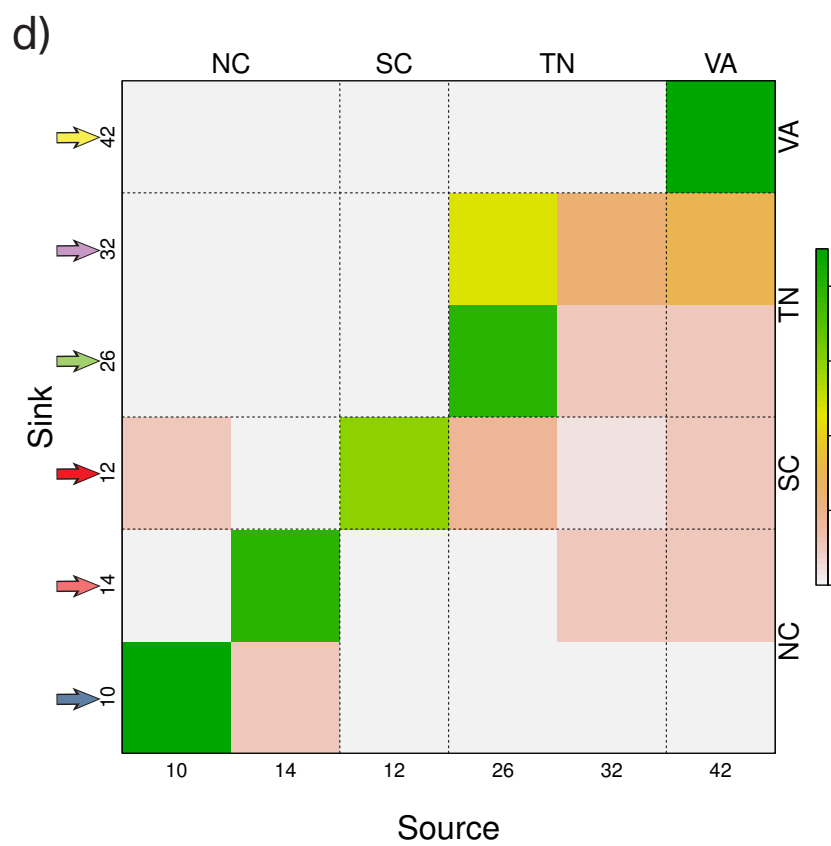 d)
NC SC TN VA
42 VA
32
TN
26
Sink
12 SC
14
NC
10
10 14 12 26 32 42
Source